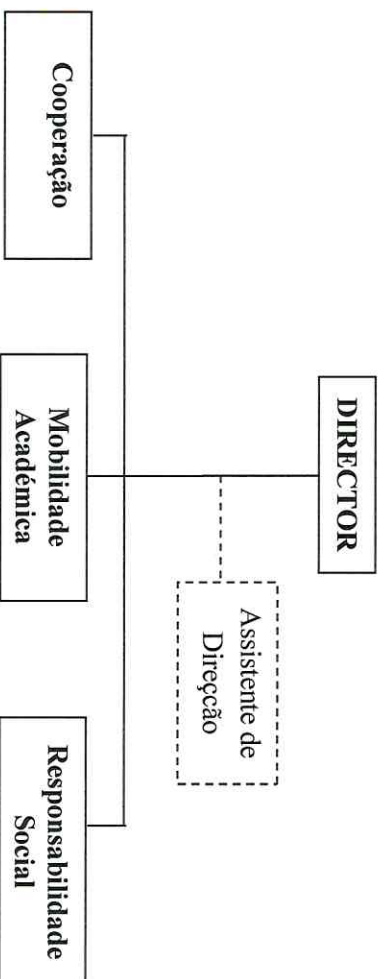 DIRECTOR
Assistente de
Direcção
Cooperação
Mobilidade
Académica
Responsabilidade
Social